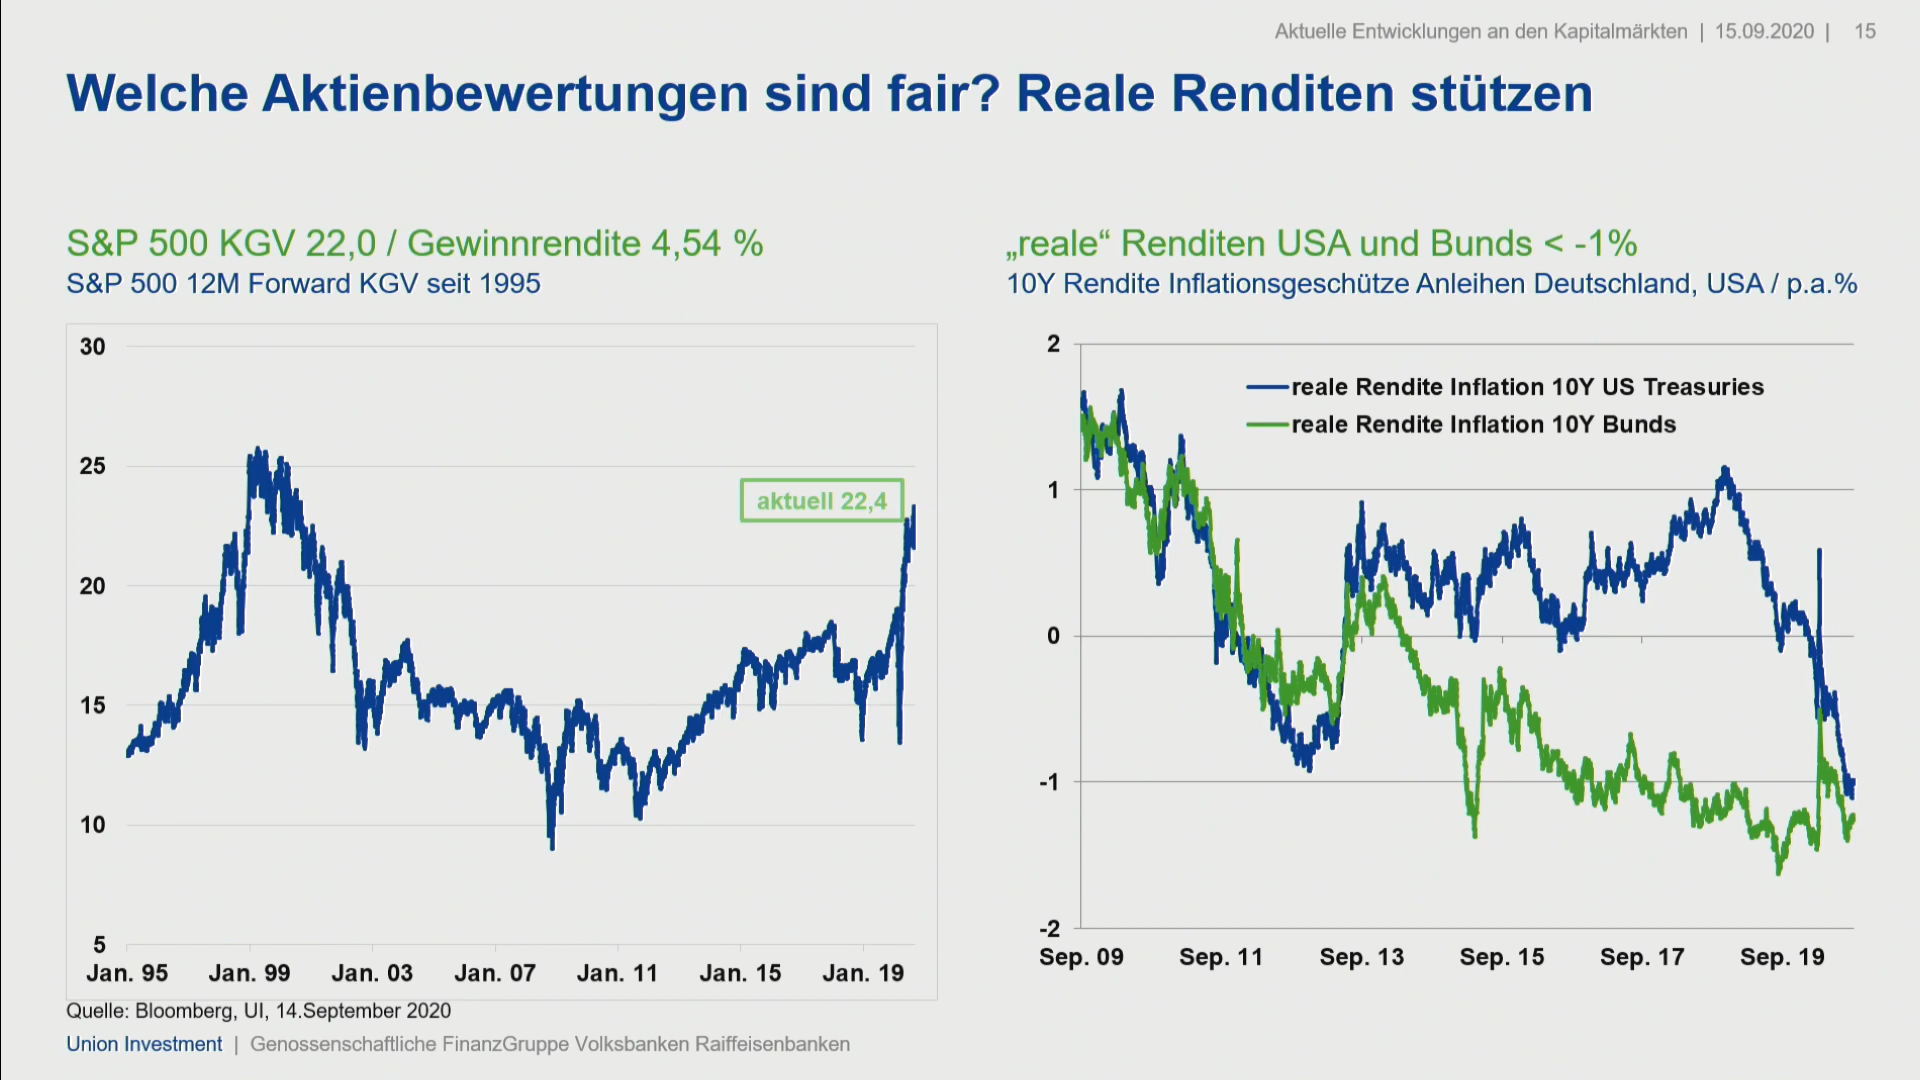 Aktuelle Entwicklungen an den Kapitalmärkten | 15.09.2020 | 15
Welche Aktienbewertungen sind fair? Reale Renditen stützen
S&P 500 KGV 22,0 / Gewinnrendite 4,54 %
S&P 500 12M Forward KGV seit 1995
30
25
20
15
10
5
aktuell 22,4
Jan. 95 Jan. 99 Jan. 03 Jan. 07 Jan. 11 Jan. 15 Jan. 19
„reale“ Renditen USA und Bunds < -1%
10Y Rendite Inflationsgeschütze Anleihen Deutschland, USA / p.a.%
2
1
0
-1
-2
reale Rendite Inflation 10Y US Treasuries
reale Rendite Inflation 10Y Bunds
Sep. 09 Sep. 11 Sep. 13 Sep. 15 Sep. 17 Sep. 19
Quelle: Bloomberg, UI, 14.September 2020
Union Investment | Genossenschaftliche FinanzGruppe Volksbanken Raiffeisenbanken